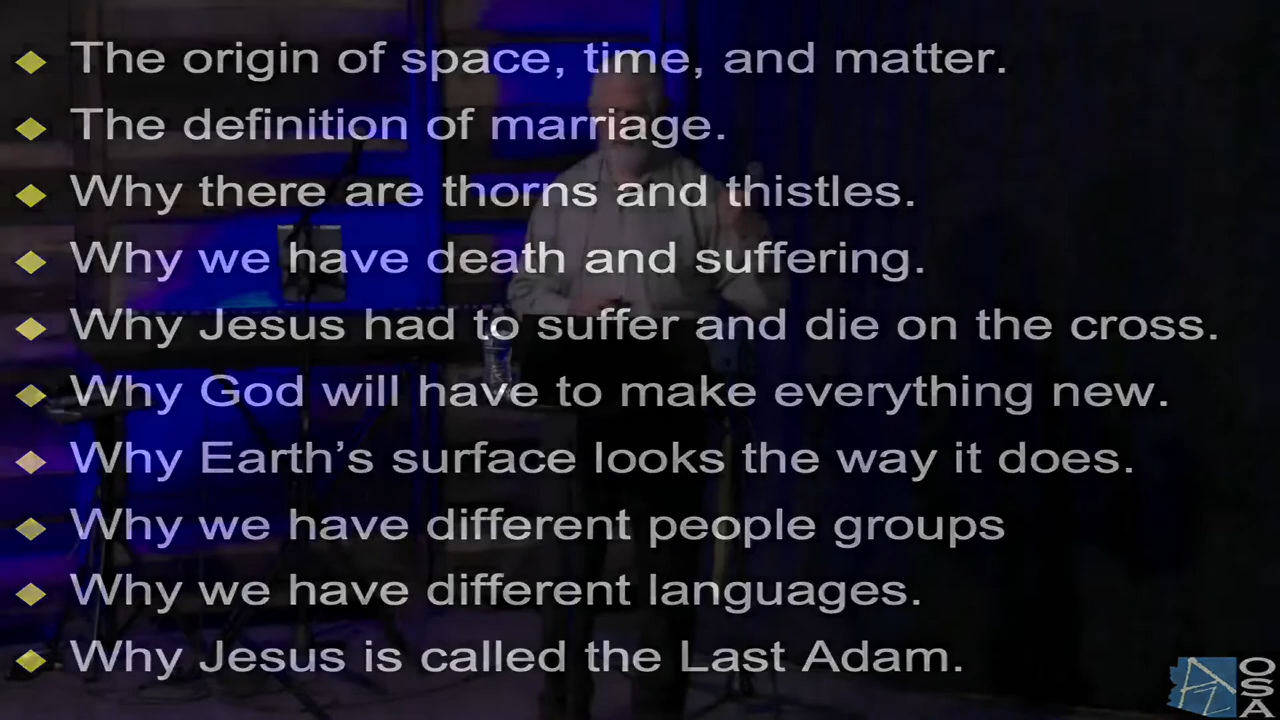 The origin of space, time, and matter.
The definition of marriage.
Why there are thorns and thistles.
Why we have death and suffering.
Why Jesus had to suffer and die on the cross.
Why God will have to make everything new.
Why Earth’s surface looks the way it does.
Why we have different people groups
Why we have different languages.
Why Jesus is called the Last Adam.
AZ
OSA